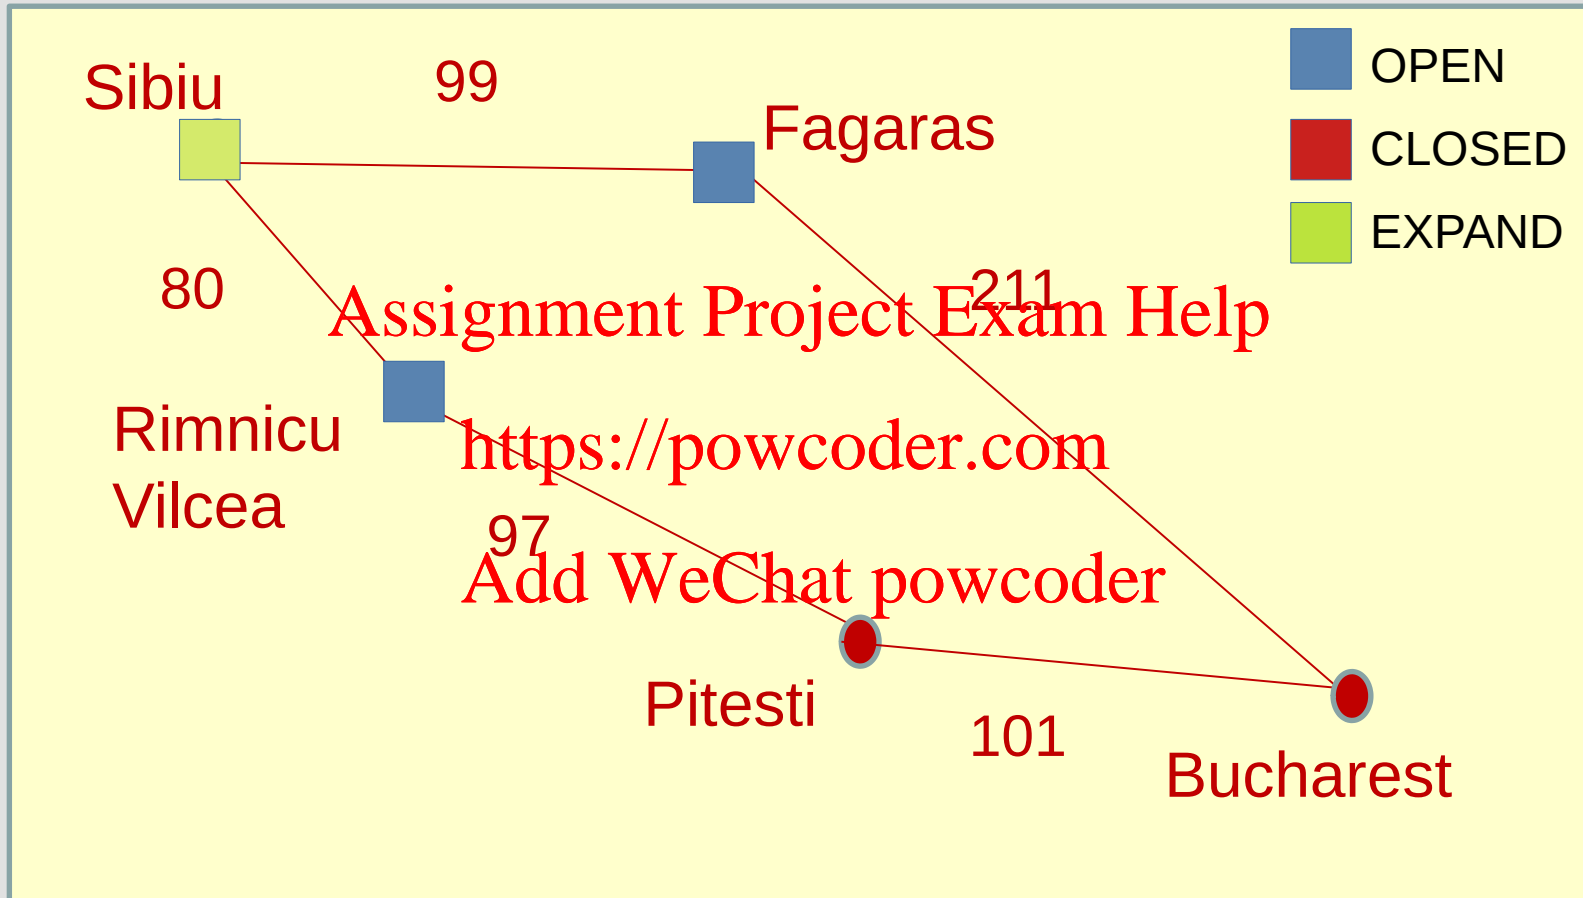 Sibiu
99
Fagaras
OPEN
CLOSED
EXPAND
80
211
Assignment Project Exam Help
Rimnicu
Vilcea
https://powcoder.com
97
Add WeChat powcoder
Pitesti
101
Bucharest